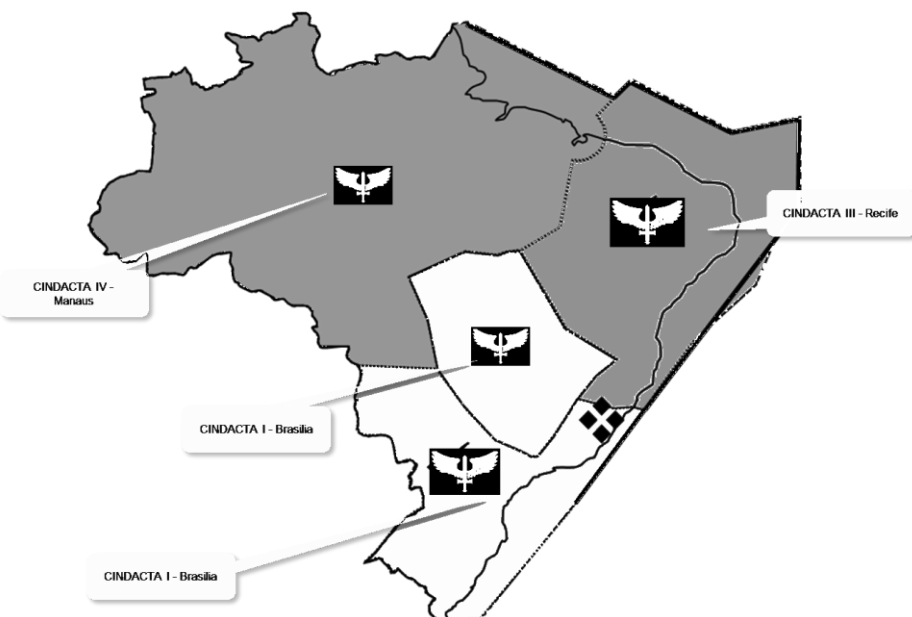 CINDACTA III - Recife
CINDACTA IV -
Manaus
CINDACTA I - Brasilia
CINDACTA I - Brasilia